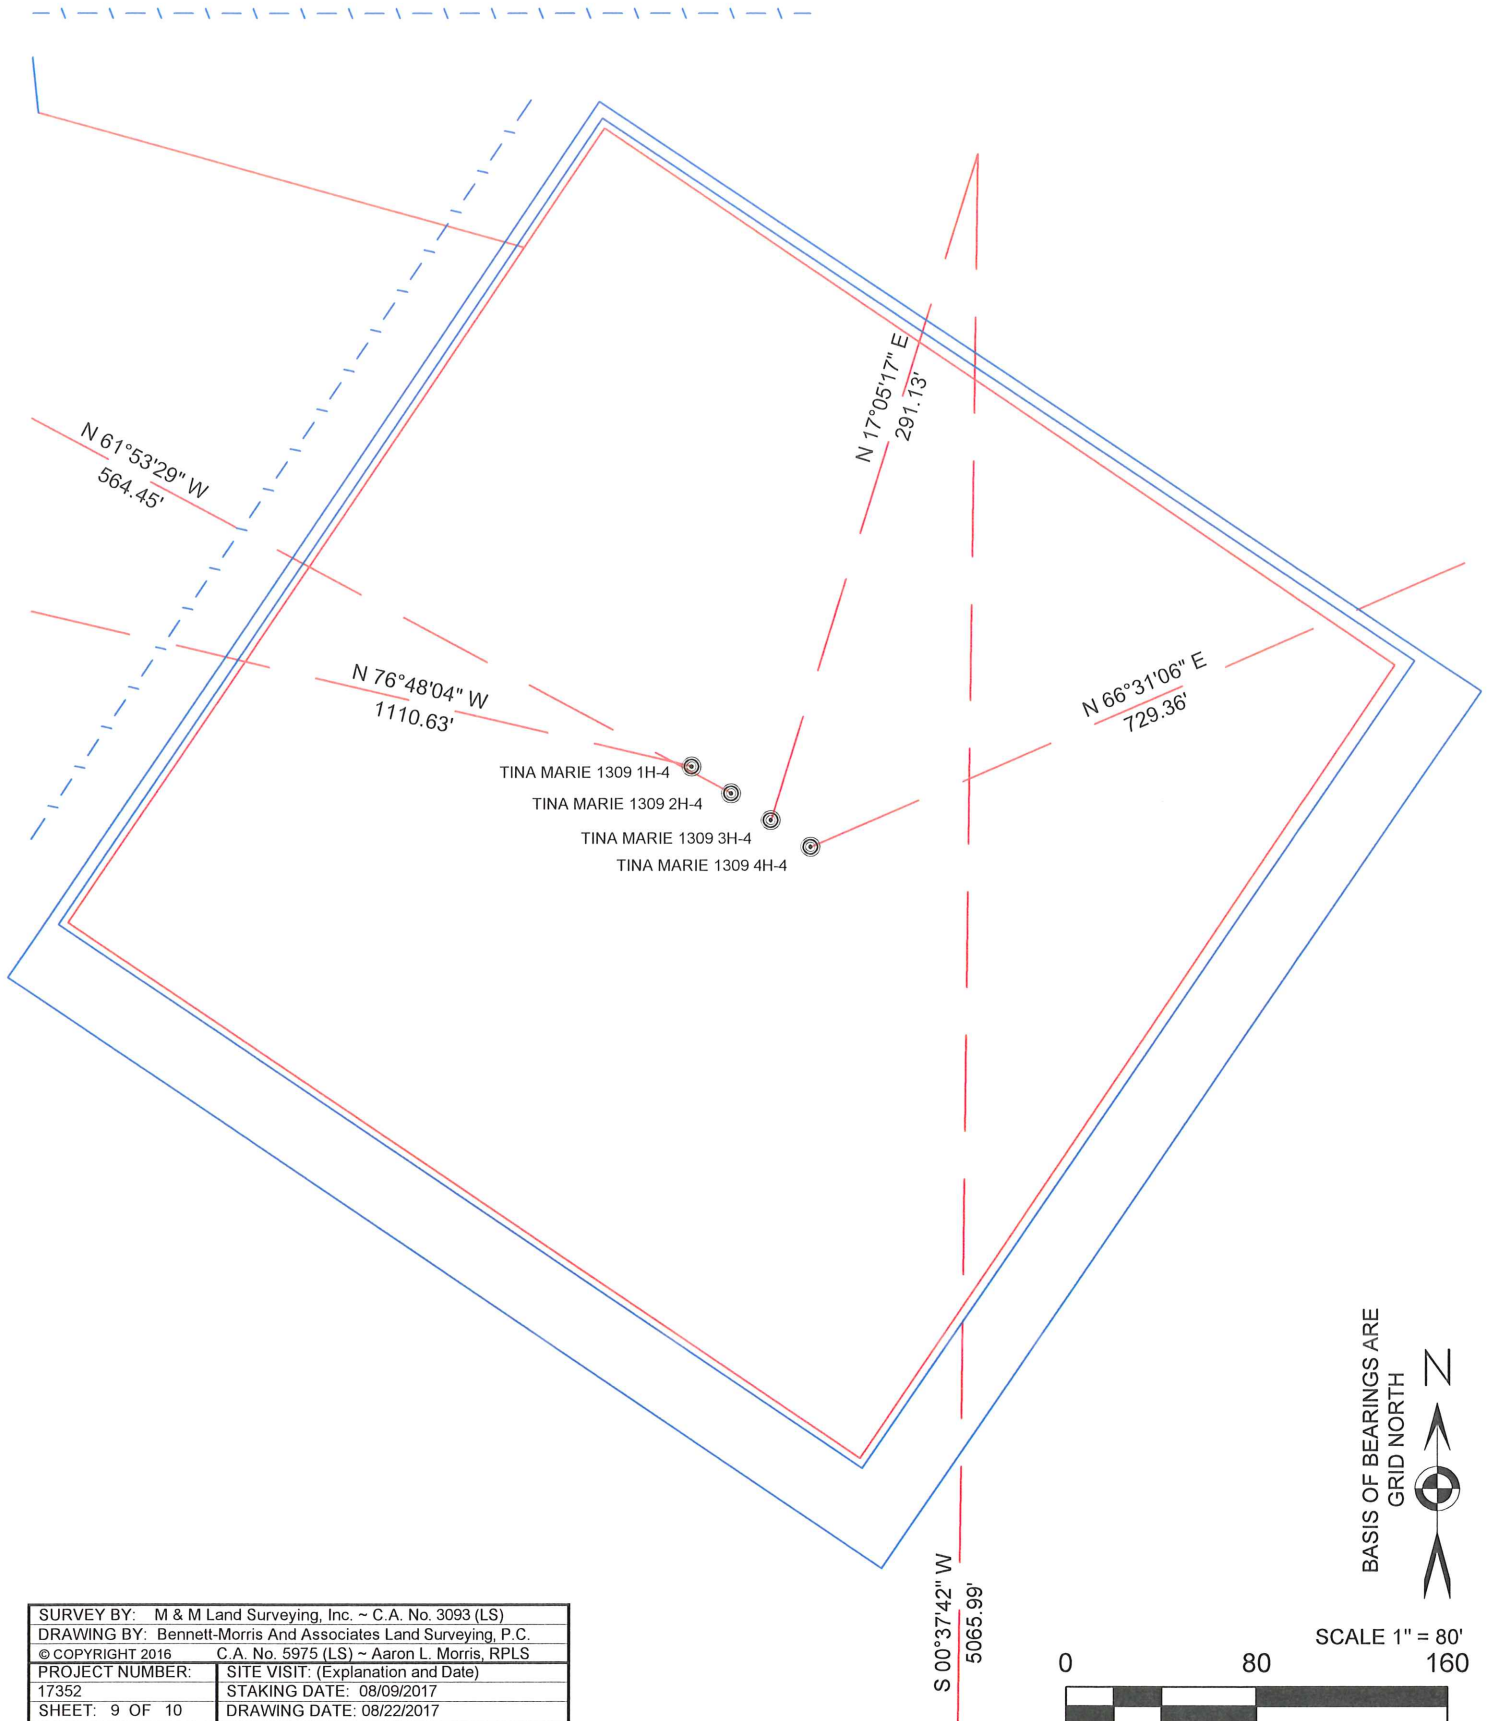 N 17°05'17" E
291.13'
N 61°53'29" W
564.45'
N 76°48'04" W
1110.63'
N 66°31'06" E
729.36'
TINA MARIE 1309 1H-4
TINA MARIE 1309 2H-4
TINA MARIE 1309 3H-4
TINA MARIE 1309 4H-4
BASIS OF BEARINGS ARE
GRID NORTH
N
S 00°37'42" W
5065.99'
SCALE 1" = 80'
0 80 160
SURVEY BY: M & M Land Surveying, Inc. ~ C.A. No. 3093 (LS)
DRAWING BY: Bennett-Morris And Associates Land Surveying, P.C.
© COPYRIGHT 2016 C.A. No. 5975 (LS) ~ Aaron L. Morris, RPLS
PROJECT NUMBER: SITE VISIT: (Explanation and Date)
17352 STAKING DATE: 08/09/2017
SHEET: 9 OF 10 DRAWING DATE: 08/22/2017